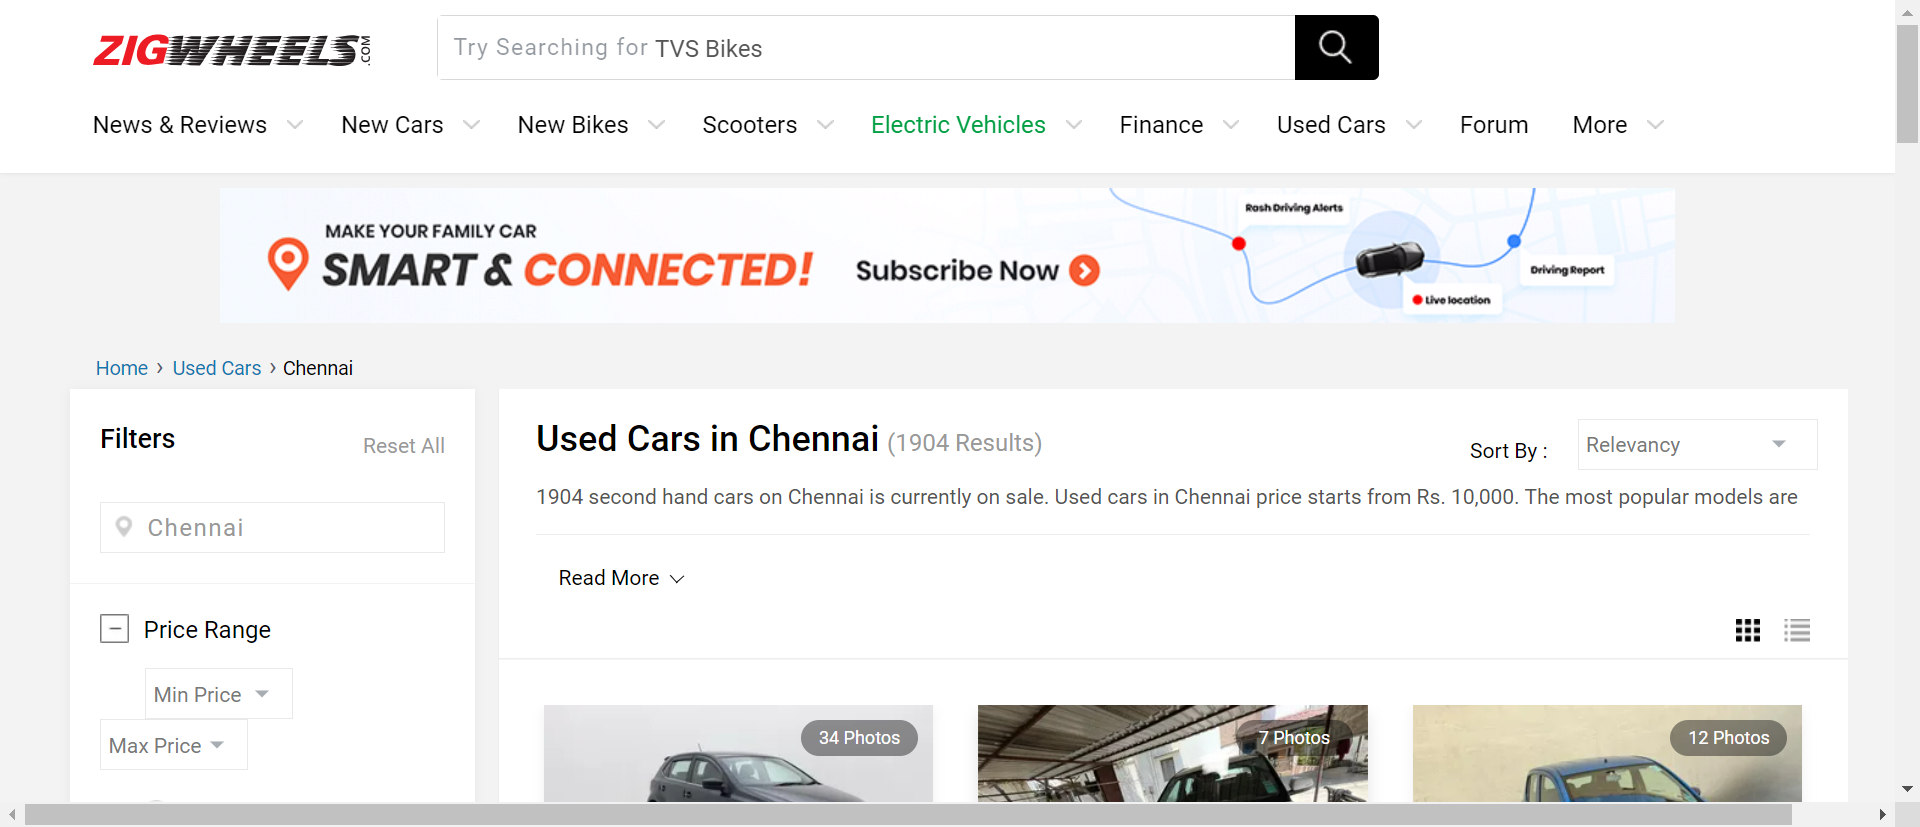 ZIGWHEELS.COM
Try Searching for TVS Bikes
News & Reviews New Cars New Bikes Scooters Electric Vehicles Finance Used Cars Forum More
MAKE YOUR FAMILY CAR
SMART & CONNECTED!
Subscribe Now
Rash Driving Alerts
Driving Report
Live location
Home › Used Cars › Chennai
Filters
Reset All
Chennai
Price Range
Min Price
Max Price
Used Cars in Chennai (1904 Results)
Sort By :
Relevancy
1904 second hand cars on Chennai is currently on sale. Used cars in Chennai price starts from Rs. 10,000. The most popular models are
Read More
34 Photos
7 Photos
12 Photos